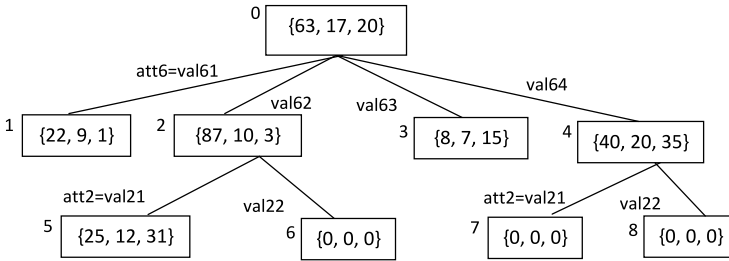 0
{63, 17, 20}
att6=val61
val62
val63
val64
1
{22, 9, 1}
2
{87, 10, 3}
3
{8, 7, 15}
4
{40, 20, 35}
att2=val21
val22
att2=val21
val22
5
{25, 12, 31}
6
{0, 0, 0}
7
{0, 0, 0}
8
{0, 0, 0}